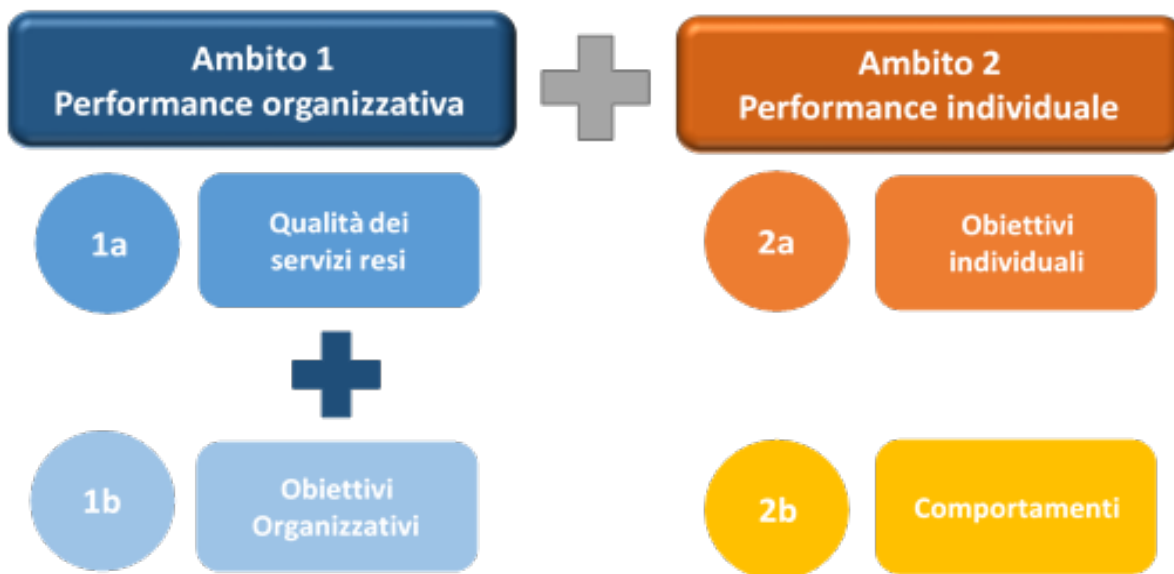 Ambito 1
Performance organizzativa
Ambito 2
Performance individuale
1a
Qualità dei
servizi resi
2a
Obiettivi
individuali
1b
Obiettivi
Organizzativi
2b
Comportamenti